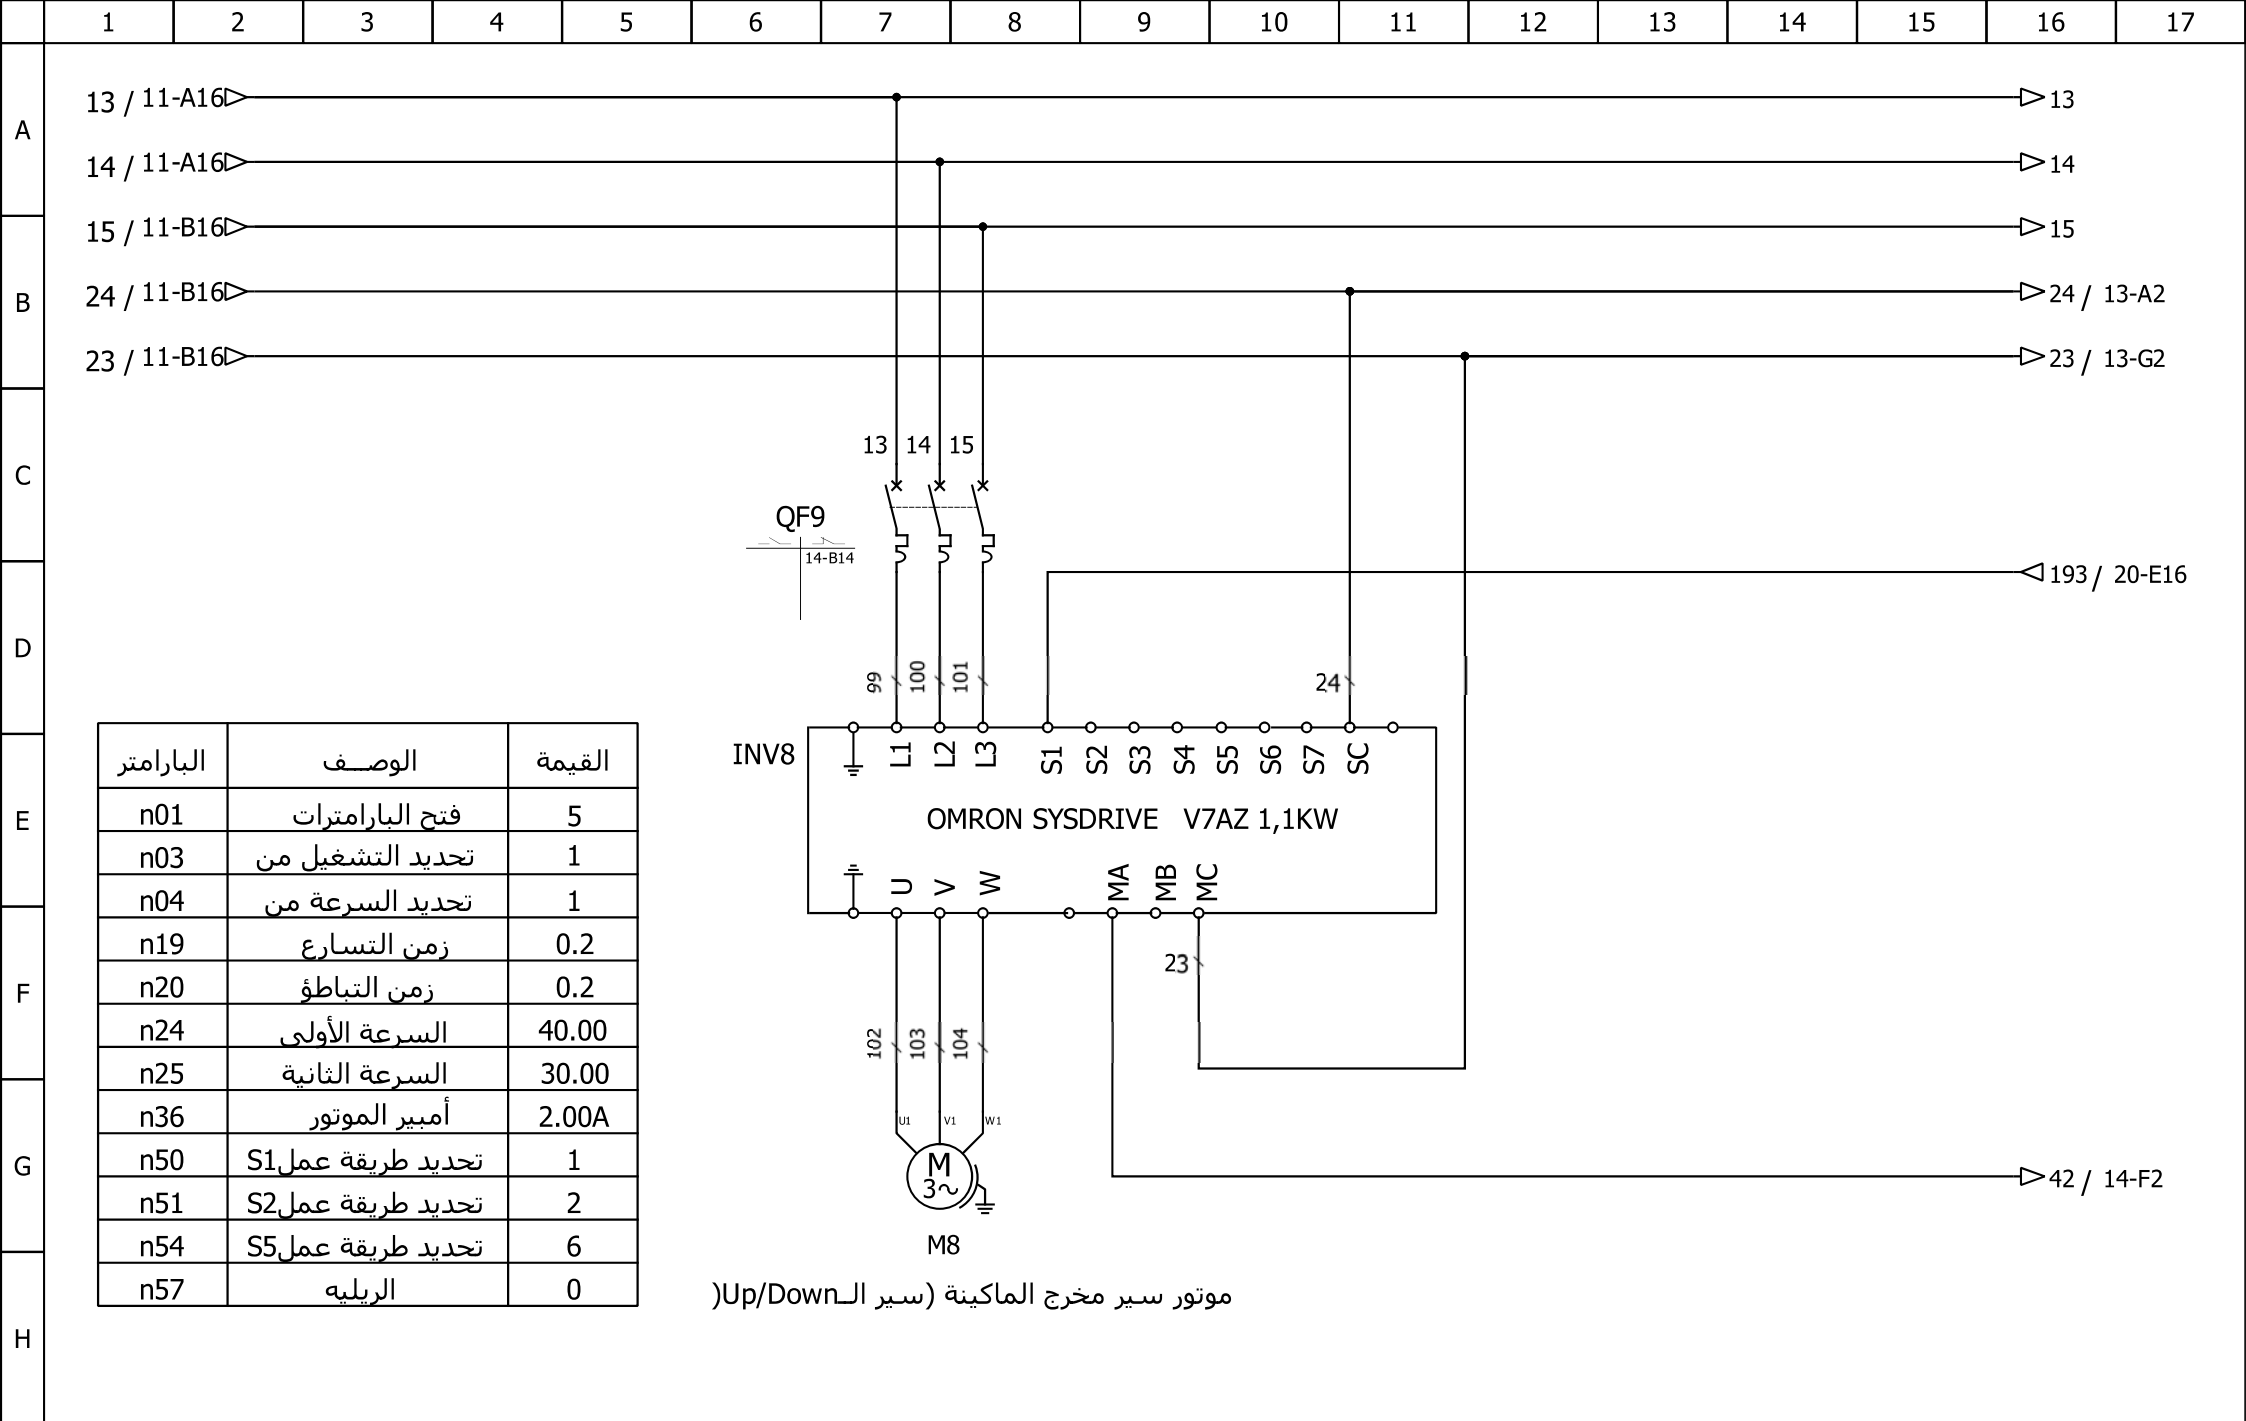 1 2 3 4 5 6 7 8 9 10 11 12 13 14 15 16 17
A
B
C
D
E
F
G
H
13 / 11-A16
13
14 / 11-A16
14
15 / 11-B16
15
24 / 11-B16
24 / 13-A2
23 / 11-B16
23 / 13-G2
13 14 15
QF9
14-B14
193 / 20-E16
99 100 101
24
INV8
L1 L2 L3 S1 S2 S3 S4 S5 S6 S7 SC
OMRON SYSDRIVE V7AZ 1,1KW
U V W MA MB MC
23
102 103 104
U1 V1 W1
M
3~
M8
42 / 14-F2
موتور سير مخرج الماكينة (سير الـUp/Down)
البارامتر الوصــف القيمة
n01 فتح البارامترات 5
n03 تحديد التشغيل من 1
n04 تحديد السرعة من 1
n19 زمن التسارع 0.2
n20 زمن التباطؤ 0.2
n24 السرعة الأولى 40.00
n25 السرعة الثانية 30.00
n36 أمبير الموتور 2.00A
n50 تحديد طريقة عملS1 1
n51 تحديد طريقة عملS2 2
n54 تحديد طريقة عملS5 6
n57 الريليه 0